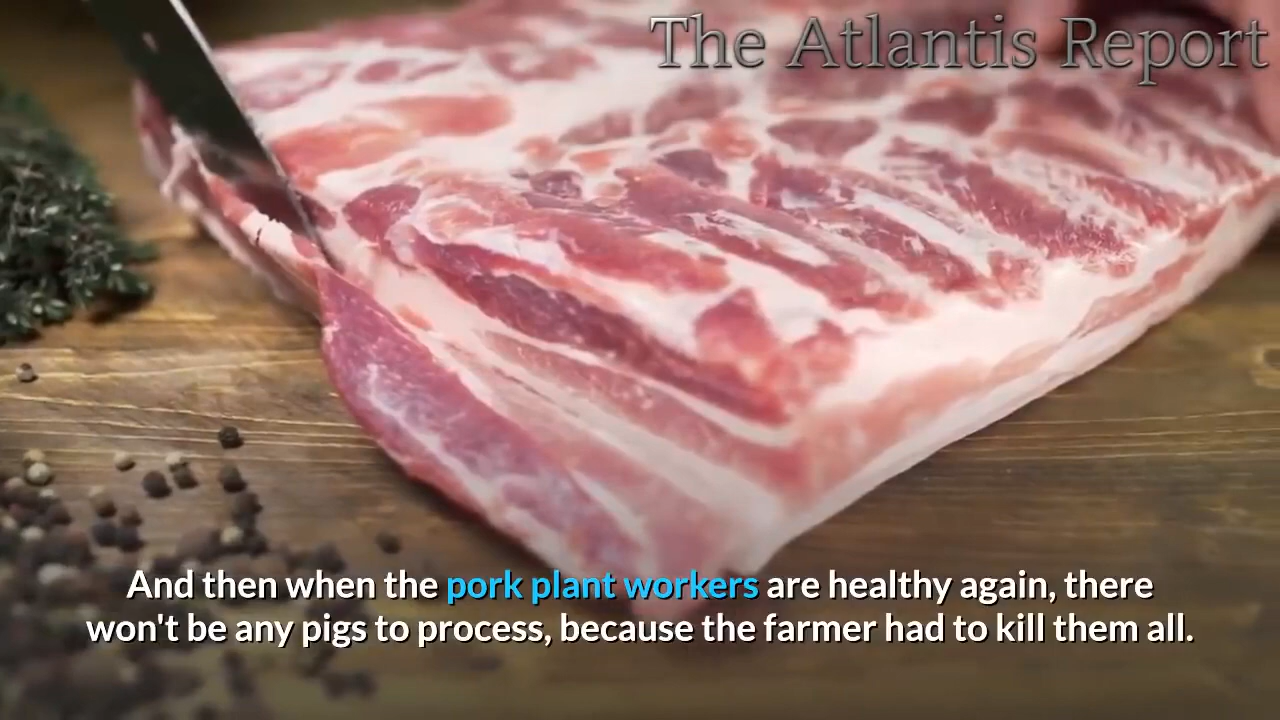 The Atlantis Report
And then when the pork plant workers are healthy again, there
won't be any pigs to process, because the farmer had to kill them all.